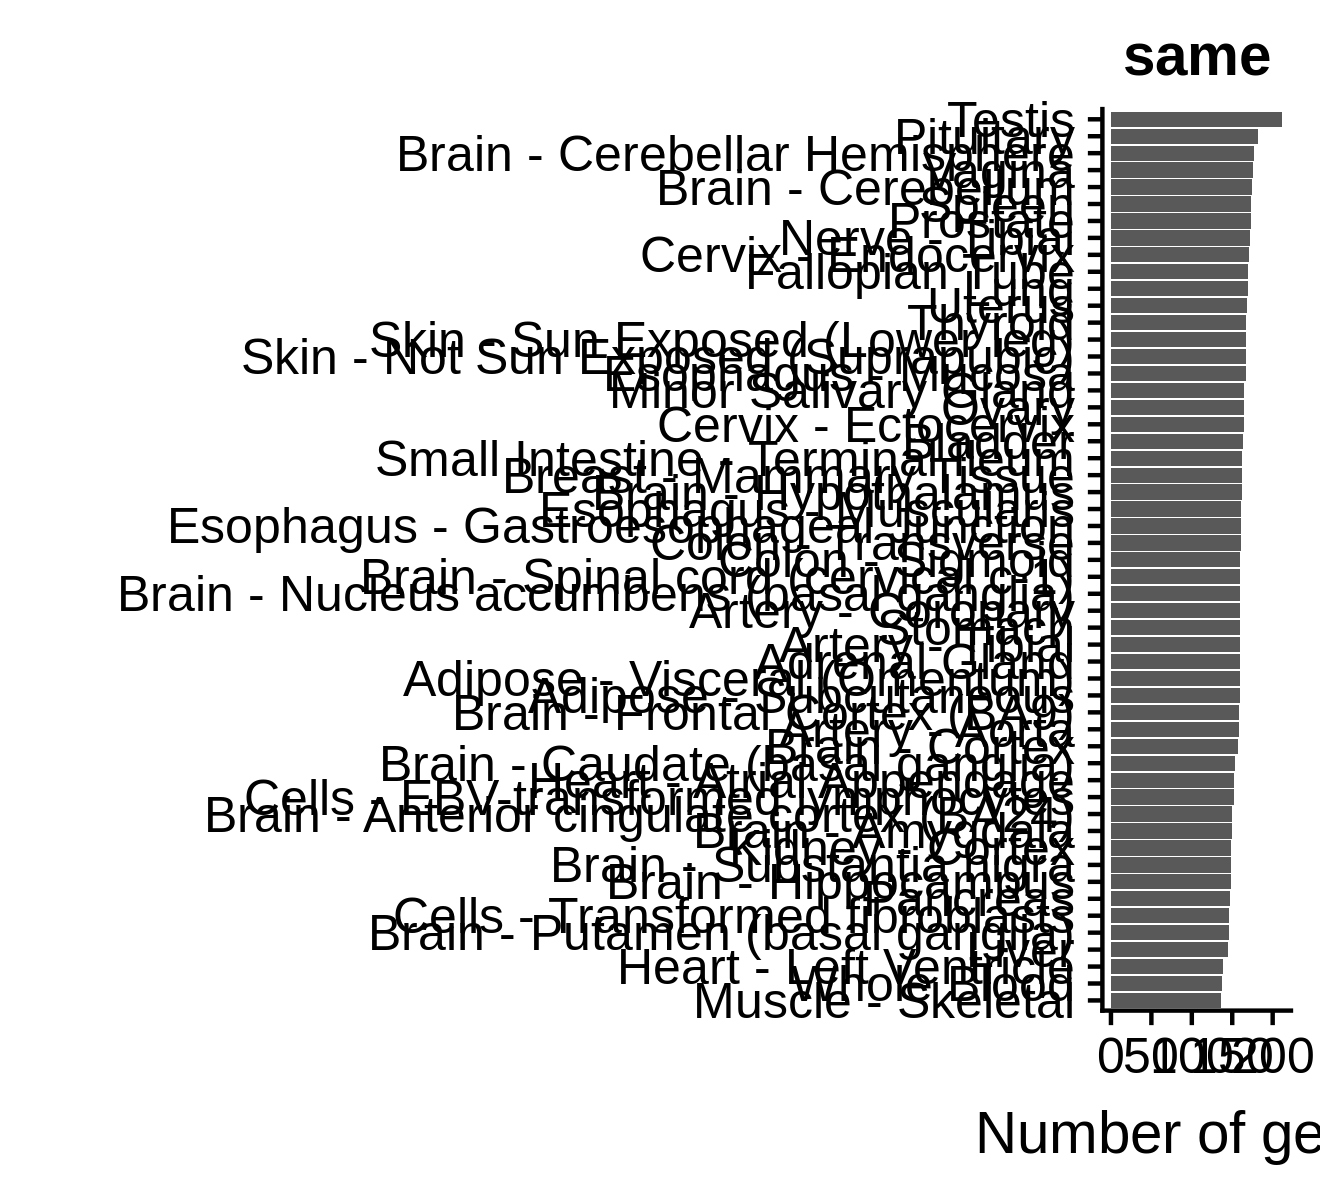 same
Testis
Pituitary
Brain - Cerebellar Hemisphere
Vagina
Brain - Cerebellum
Spleen
Prostate
Nerve - Tibial
Cervix - Endocervix
Fallopian Tube
Lung
Uterus
Thyroid
Skin - Sun Exposed (Lower leg)
Skin - Not Sun Exposed (Suprapubic)
Esophagus - Mucosa
Minor Salivary Gland
Ovary
Cervix - Ectocervix
Bladder
Small Intestine - Terminal Ileum
Breast - Mammary Tissue
Brain - Hypothalamus
Esophagus - Muscularis
Esophagus - Gastroesophageal Junction
Colon - Transverse
Colon - Sigmoid
Brain - Spinal cord (cervical c-1)
Brain - Nucleus accumbens (basal ganglia)
Artery - Coronary
Stomach
Artery - Tibial
Adrenal Gland
Adipose - Visceral (Omentum)
Adipose - Subcutaneous
Brain - Frontal Cortex (BA9)
Artery - Aorta
Brain - Cortex
Brain - Caudate (basal ganglia)
Heart - Atrial Appendage
Cells - EBV-transformed lymphocytes
Brain - Anterior cingulate cortex (BA24)
Brain - Amygdala
Kidney - Cortex
Brain - Substantia nigra
Brain - Hippocampus
Pancreas
Cells - Transformed fibroblasts
Brain - Putamen (basal ganglia)
Liver
Heart - Left Ventricle
Whole Blood
Muscle - Skeletal
0 50 100 150 200
Number of ge